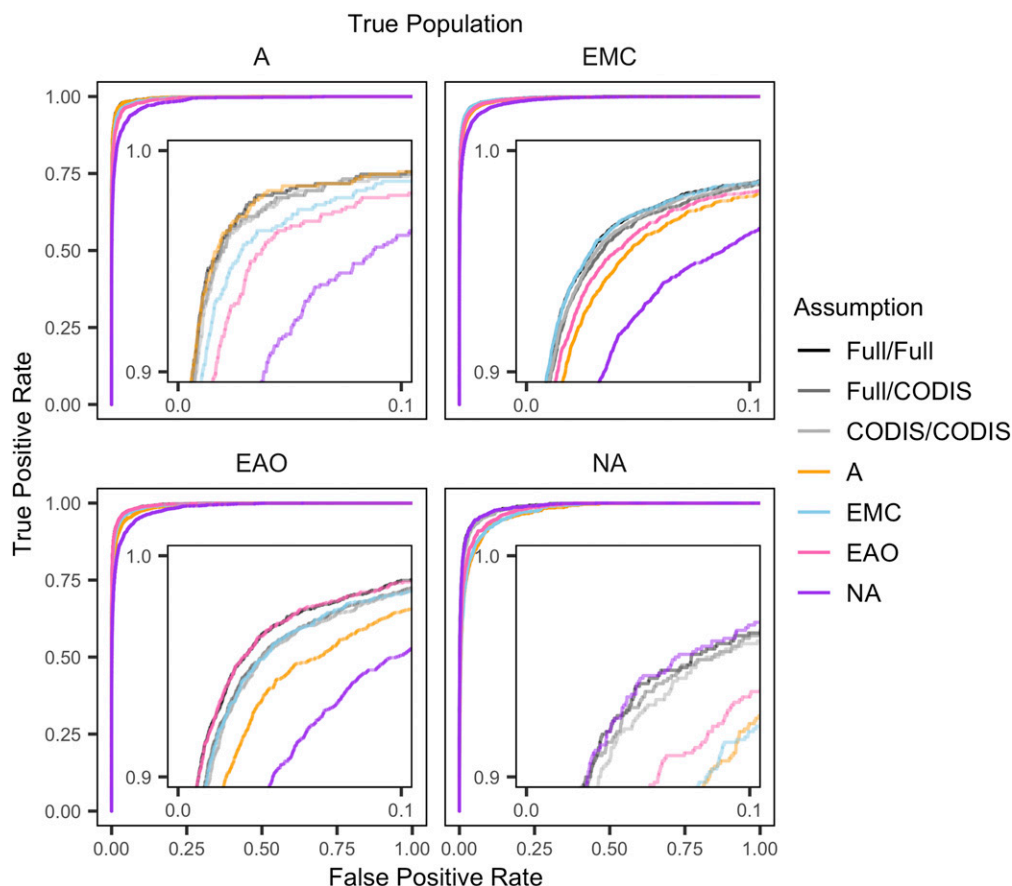 True Population
A
EMC
1.00
0.75
0.50
0.25
0.00
1.0
0.9
0.0
0.1
1.0
0.9
0.0
0.1
EAO
NA
1.00
0.75
0.50
0.25
0.00
1.0
0.9
0.0
0.1
1.0
0.9
0.0
0.1
0.00 0.25 0.50 0.75 1.00
0.00 0.25 0.50 0.75 1.00
False Positive Rate
True Positive Rate
Assumption
Full/Full
Full/CODIS
CODIS/CODIS
A
EMC
EAO
NA